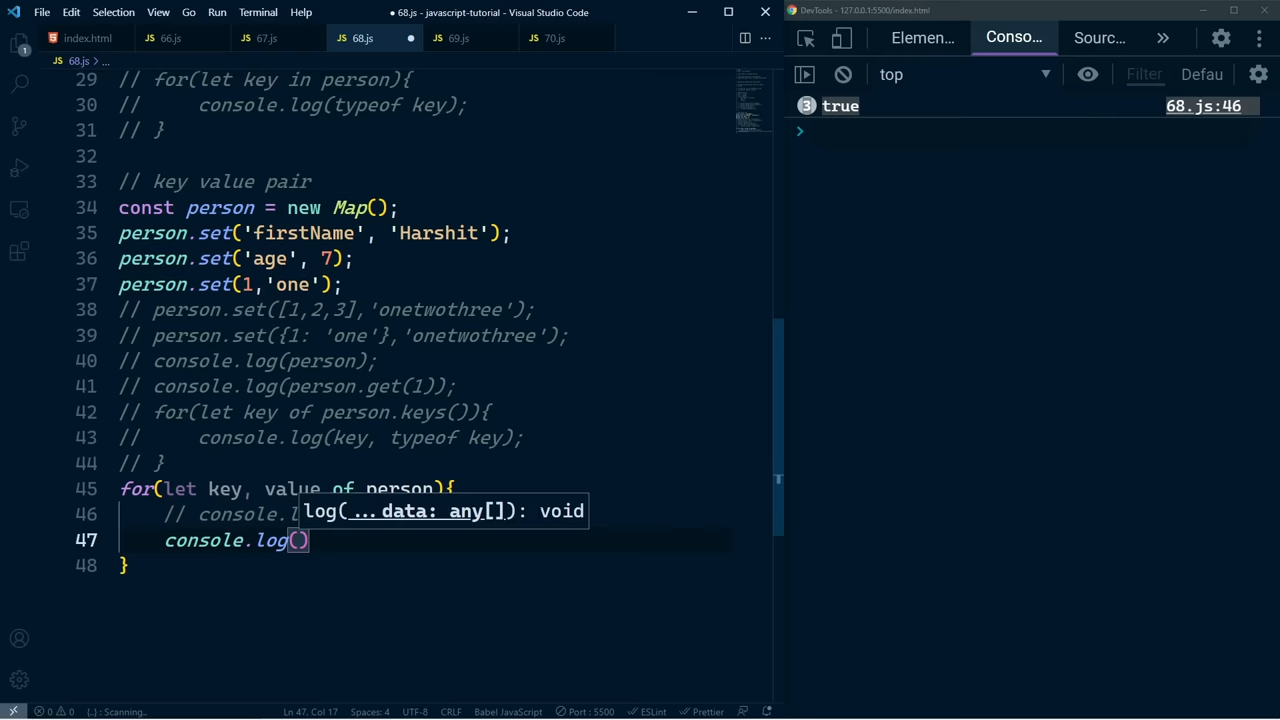 File Edit Selection View Go Run Terminal Help
● 68.js - javascript-tutorial - Visual Studio Code
index.html JS 66.js JS 67.js JS 68.js ● JS 69.js JS 70.js
JS 68.js > ...
29 // for(let key in person){
30 //     console.log(typeof key);
31 // }
32
33 // key value pair
34 const person = new Map();
35 person.set('firstName', 'Harshit');
36 person.set('age', 7);
37 person.set(1,'one');
38 // person.set([1,2,3],'onetwothree');
39 // person.set({1: 'one'},'onetwothree');
40 // console.log(person);
41 // console.log(person.get(1));
42 // for(let key of person.keys()){
43 //     console.log(key, typeof key);
44 // }
45 for(let key, value of person){
46     // console.l
log(...data: any[]): void
47     console.log()
48 }
1
0 0 {..} : Scanning.. Ln 47, Col 17 Spaces: 4 UTF-8 CRLF Babel JavaScript Port : 5500 ESLint Prettier
DevTools - 127.0.0.1:5500/index.html
Elemen... Conso... Sourc... »
top Filter Defau
3 true 68.js:46
>